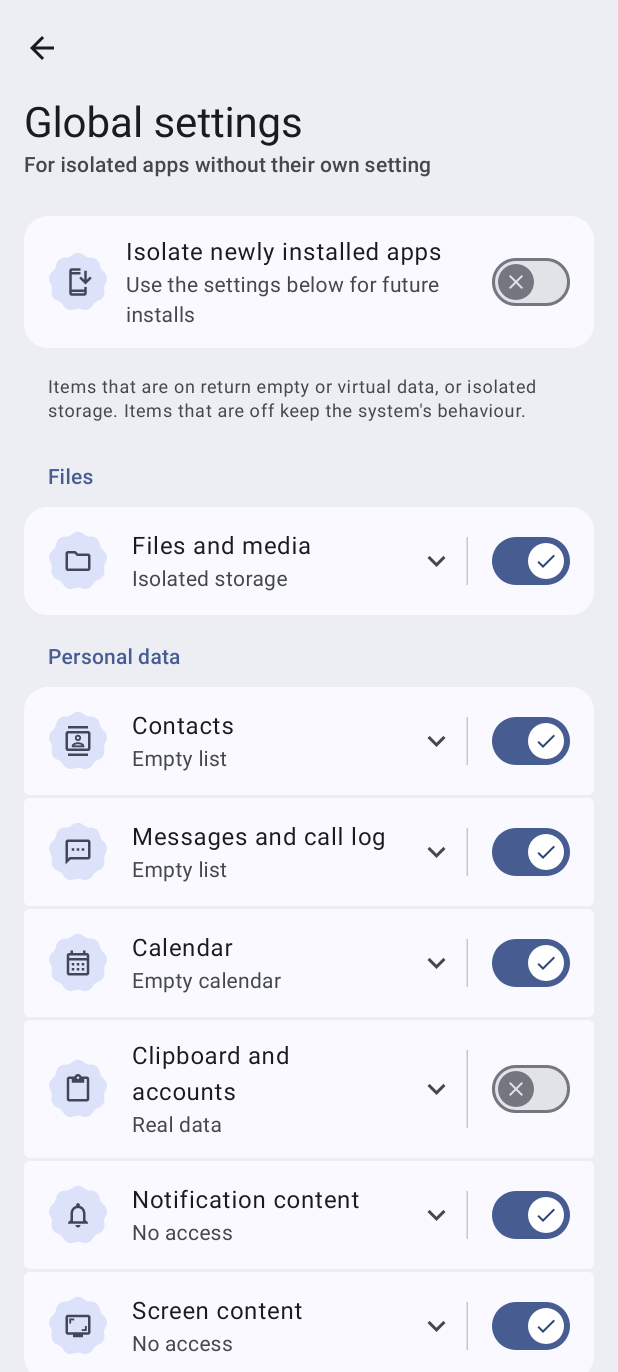 Global settings
For isolated apps without their own setting
Isolate newly installed apps
Use the settings below for future
installs
Items that are on return empty or virtual data, or isolated
storage. Items that are off keep the system's behaviour.
Files
Files and media
Isolated storage
Personal data
Contacts
Empty list
Messages and call log
Empty list
Calendar
Empty calendar
Clipboard and
accounts
Real data
Notification content
No access
Screen content
No access